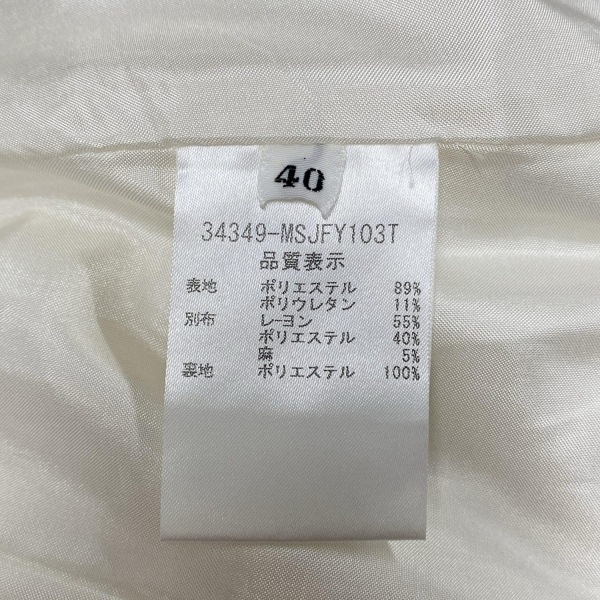 40
34349-MSJFY103T
品質表示
表地 ポリエステル 89%
ポリウレタン 11%
別布 レーヨン 55%
ポリエステル 40%
麻 5%
裏地 ポリエステル 100%